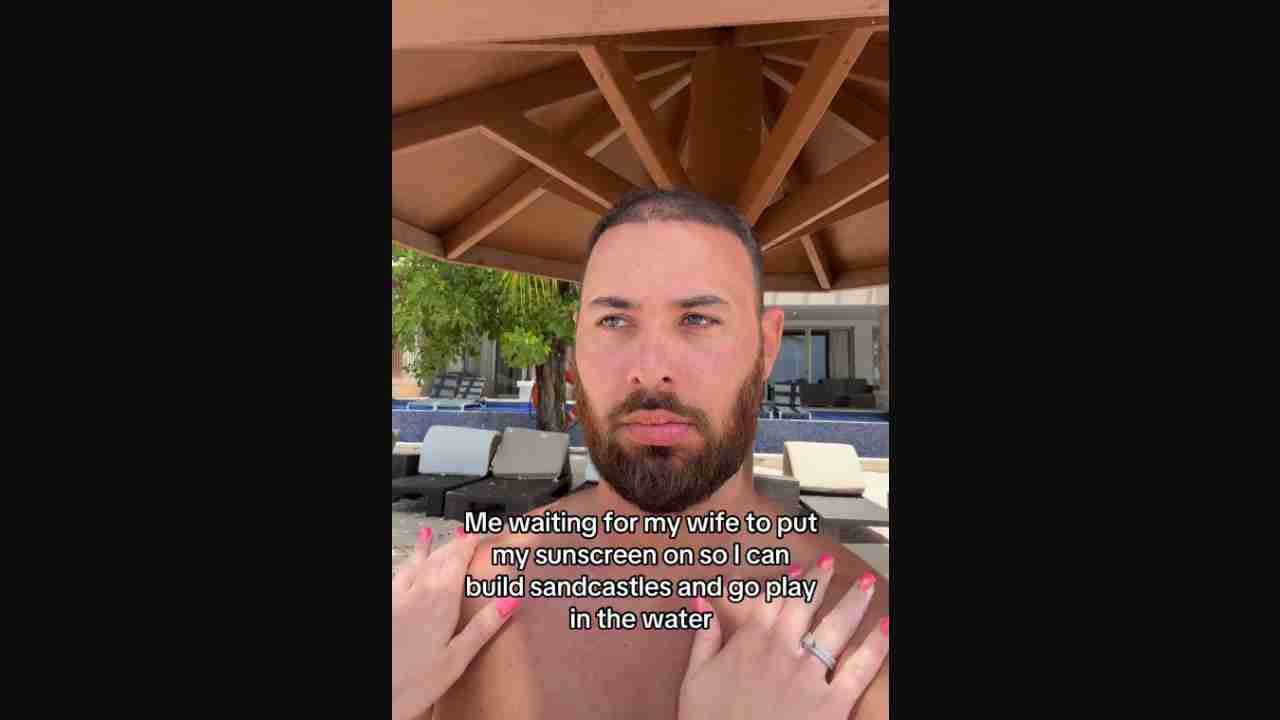 Me waiting for my wife to put
my sunscreen on so I can
build sandcastles and go play
in the water